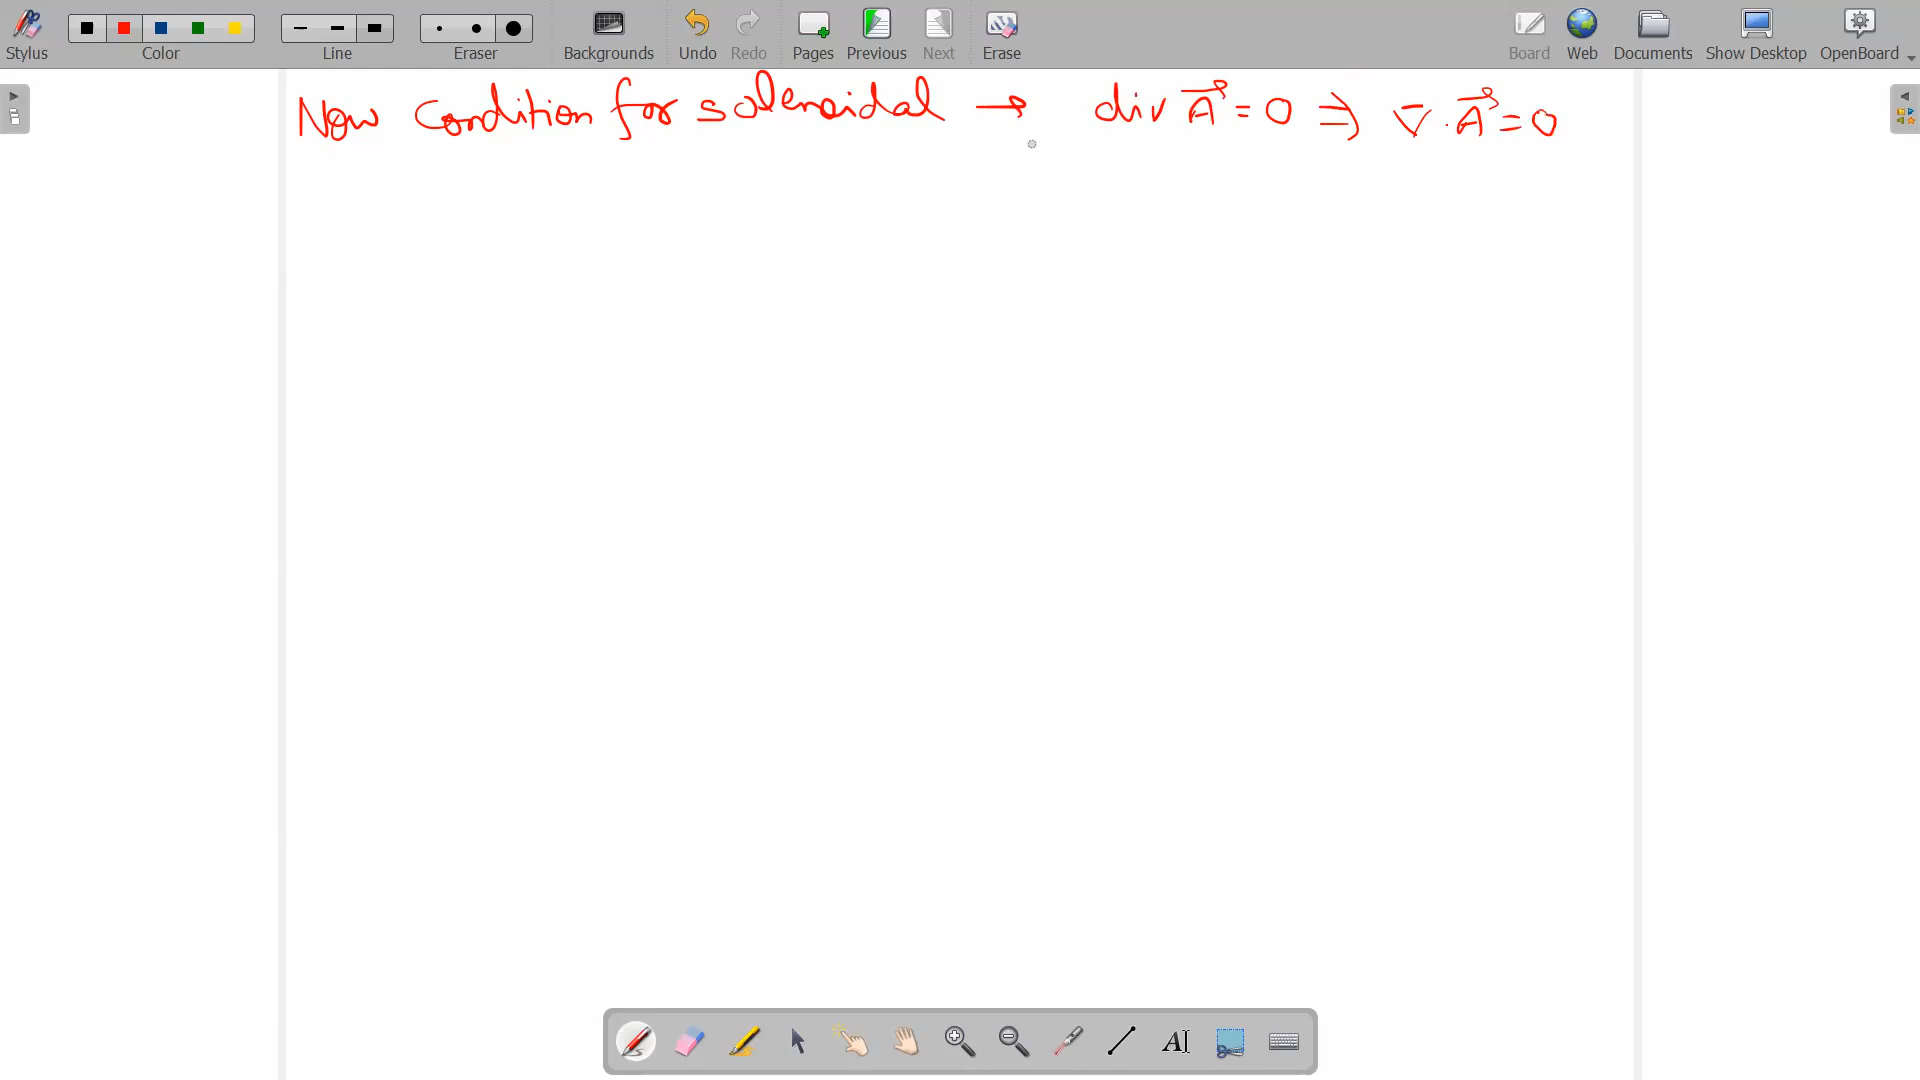 Stylus Color Line Eraser Backgrounds Undo Redo Pages Previous Next Erase Board Web Documents Show Desktop OpenBoard
Now Condition for solenoidal → div A⃗ = 0 ⇒ ∇ . A⃗ = 0
AI